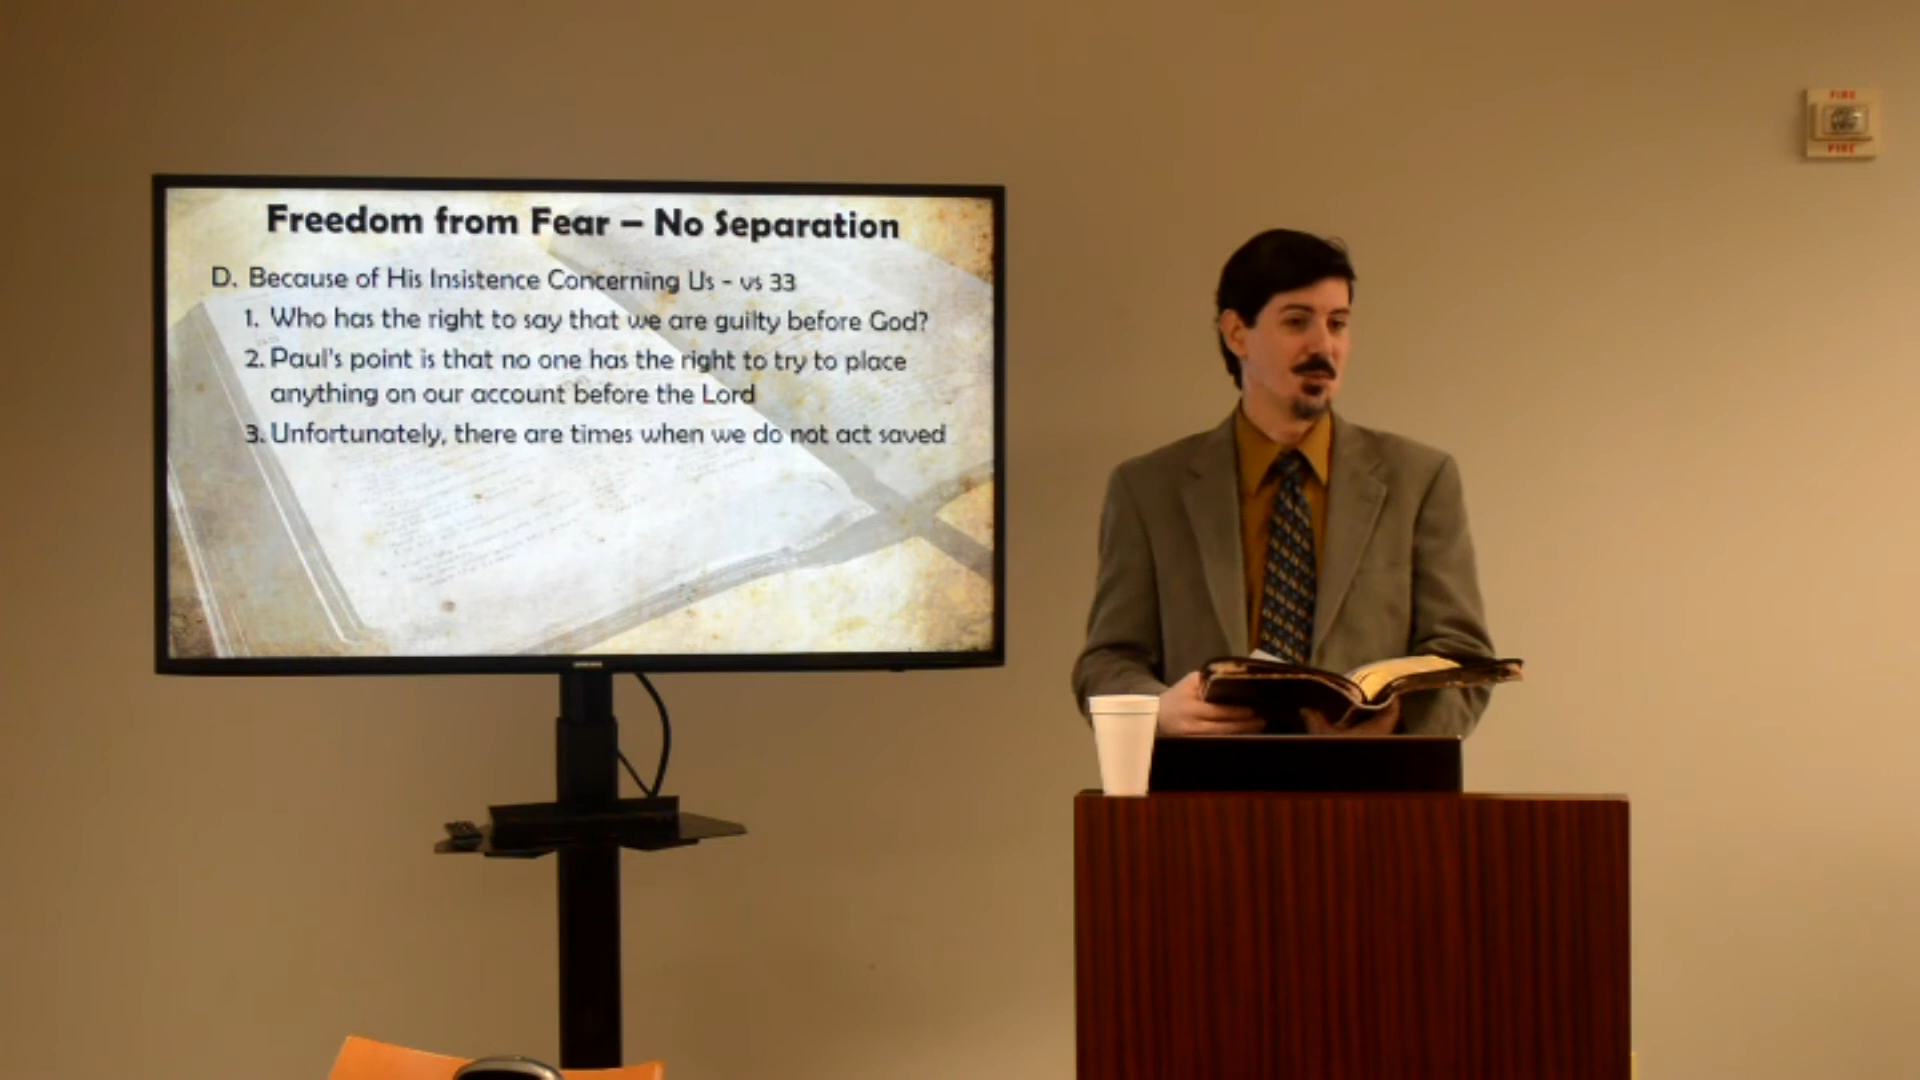 Freedom from Fear – No Separation
D. Because of His Insistence Concerning Us - vs 33
1. Who has the right to say that we are guilty before God?
2. Paul's point is that no one has the right to try to place
anything on our account before the Lord
3. Unfortunately, there are times when we do not act saved
FIRE
FIRE